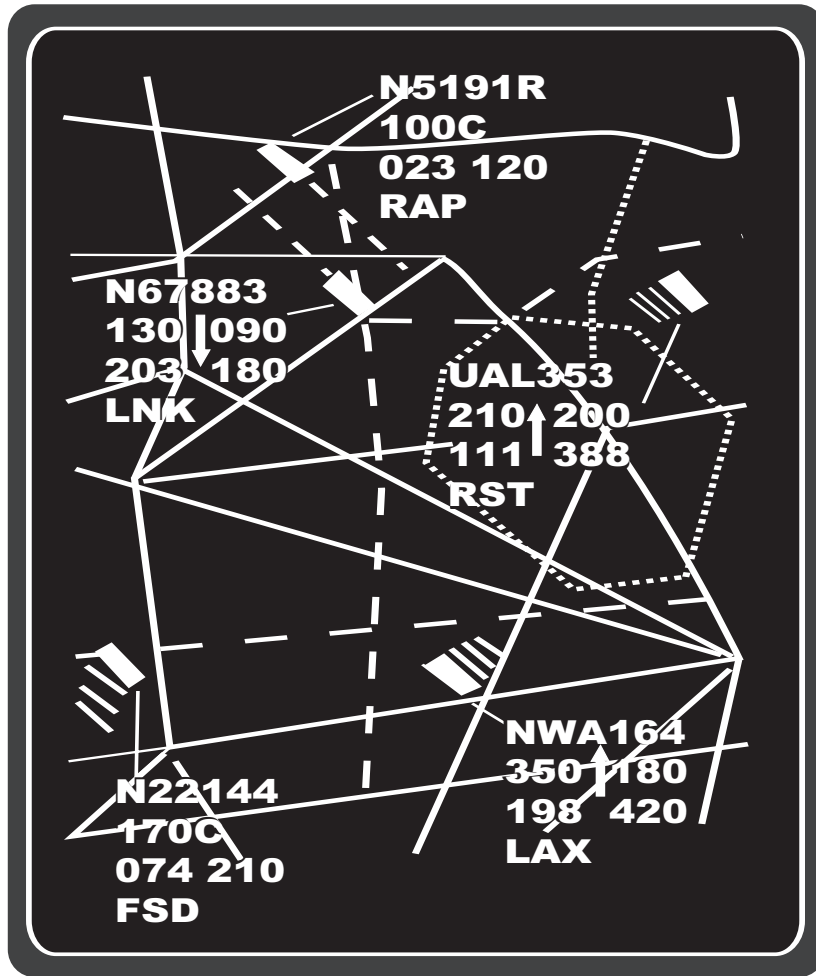 N5191R
100C
023 120
RAP
N67883
130↓090
203 180
LNK
UAL353
210↑200
111 388
RST
NWA164
350↑180
198 420
LAX
N22144
170C
074 210
FSD